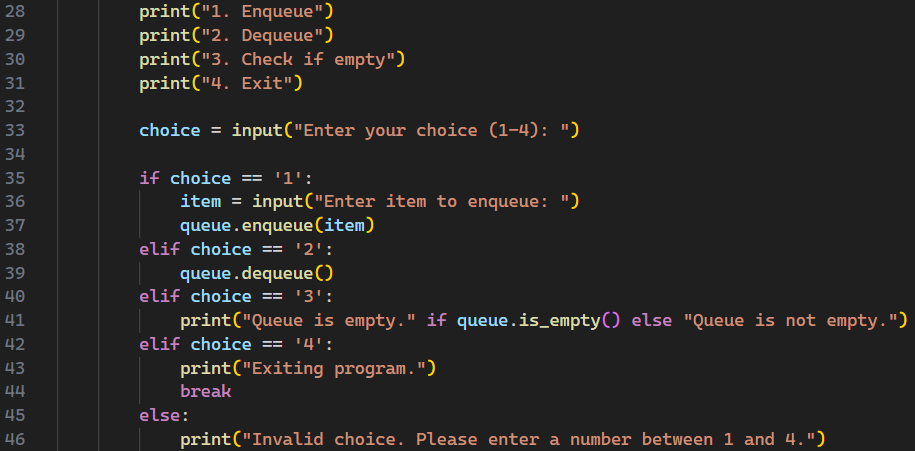 28 print("1. Enqueue")
29 print("2. Dequeue")
30 print("3. Check if empty")
31 print("4. Exit")
32
33 choice = input("Enter your choice (1-4): ")
34
35 if choice == '1':
36 item = input("Enter item to enqueue: ")
37 queue.enqueue(item)
38 elif choice == '2':
39 queue.dequeue()
40 elif choice == '3':
41 print("Queue is empty." if queue.is_empty() else "Queue is not empty.")
42 elif choice == '4':
43 print("Exiting program.")
44 break
45 else:
46 print("Invalid choice. Please enter a number between 1 and 4.")